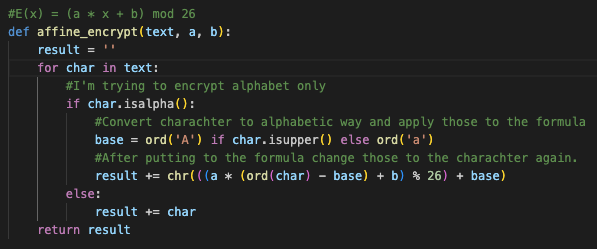 #E(x) = (a * x + b) mod 26
def affine_encrypt(text, a, b):
    result = ''
    for char in text:
        #I'm trying to encrypt alphabet only
        if char.isalpha():
            #Convert charachter to alphabetic way and apply those to the formula
            base = ord('A') if char.isupper() else ord('a')
            #After putting to the formula change those to the charachter again.
            result += chr(((a * (ord(char) - base) + b) % 26) + base)
        else:
            result += char
    return result